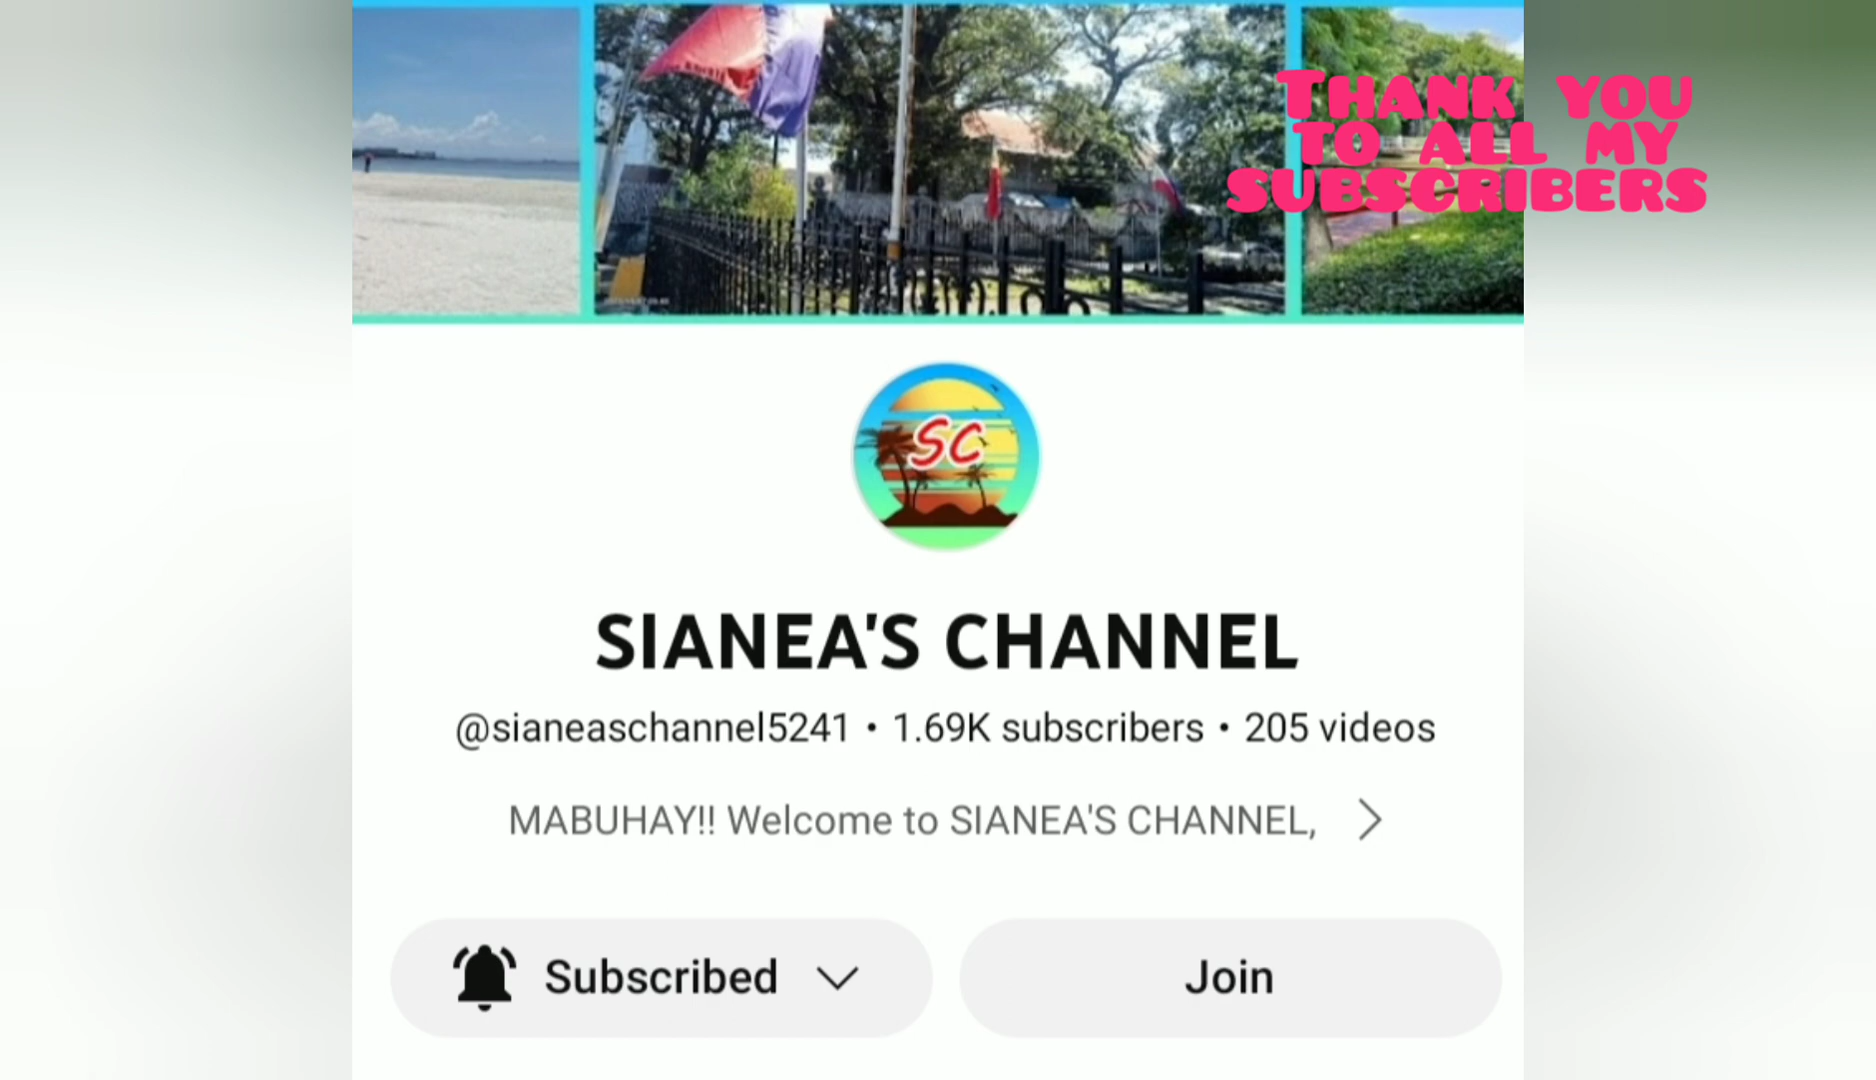 THANK YOU
TO ALL MY
SUBSCRIBERS
SC
SIANEA'S CHANNEL
@sianeaschannel5241 • 1.69K subscribers • 205 videos
MABUHAY!! Welcome to SIANEA'S CHANNEL,
Subscribed
Join